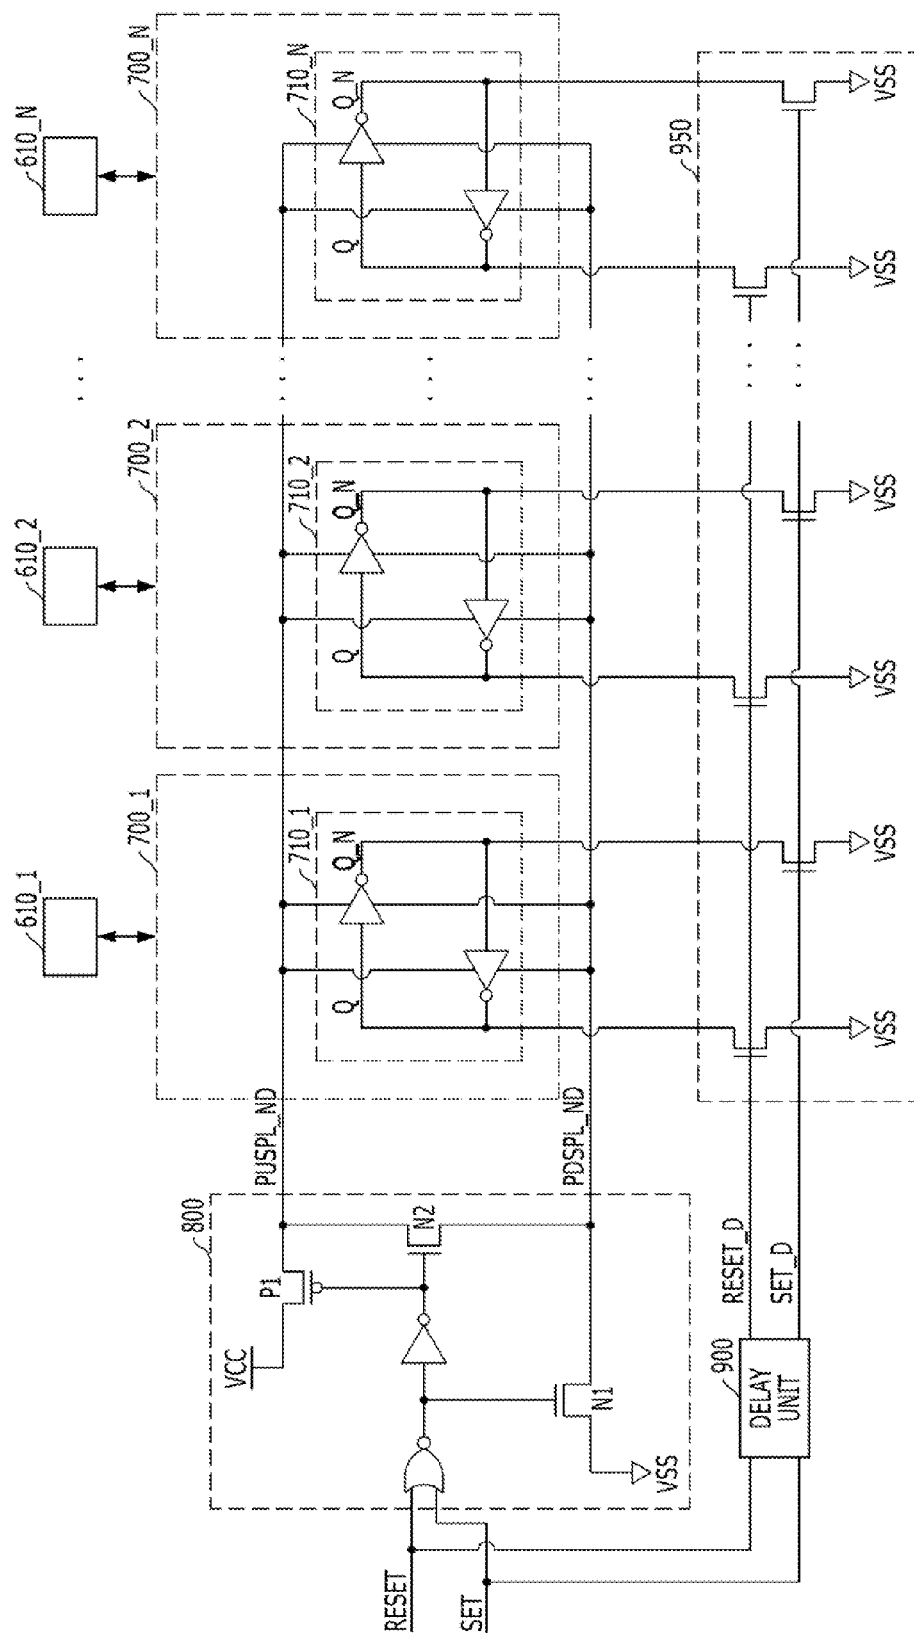 610_1
610_2
610_N
700_1
700_2
700_N
710_1
710_2
710_N
Q
Q_N
Q
Q_N
Q
Q_N
800
PUSPL_ND
VCC
P1
N2
N1
VSS
PDSPL_ND
RESET
SET
900
DELAY
UNIT
RESET_D
SET_D
950
VSS
VSS
VSS
VSS
VSS
VSS